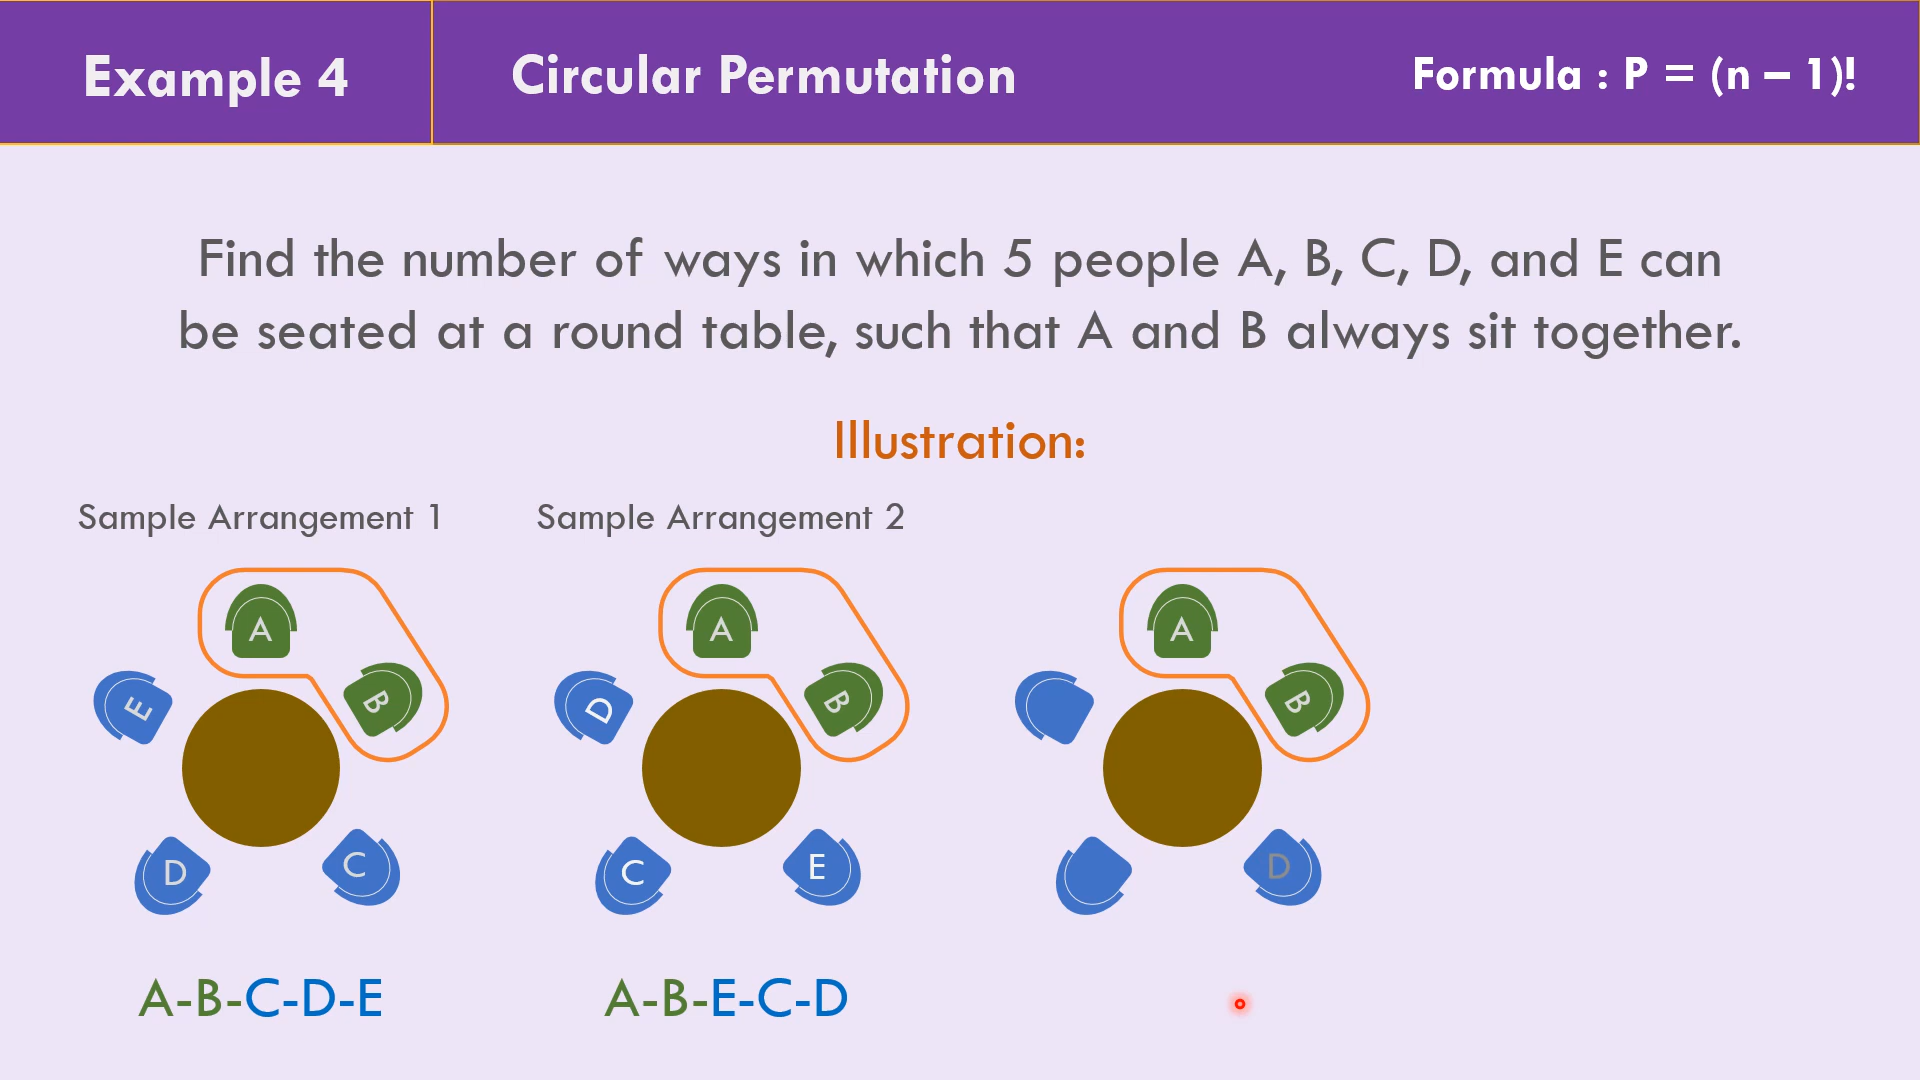 Example 4
Circular Permutation
Formula : P = (n – 1)!
Find the number of ways in which 5 people A, B, C, D, and E can
be seated at a round table, such that A and B always sit together.
Illustration:
Sample Arrangement 1
Sample Arrangement 2
A
B
E
D
C
A
B
D
C
E
A
B
D
A-B-C-D-E
A-B-E-C-D